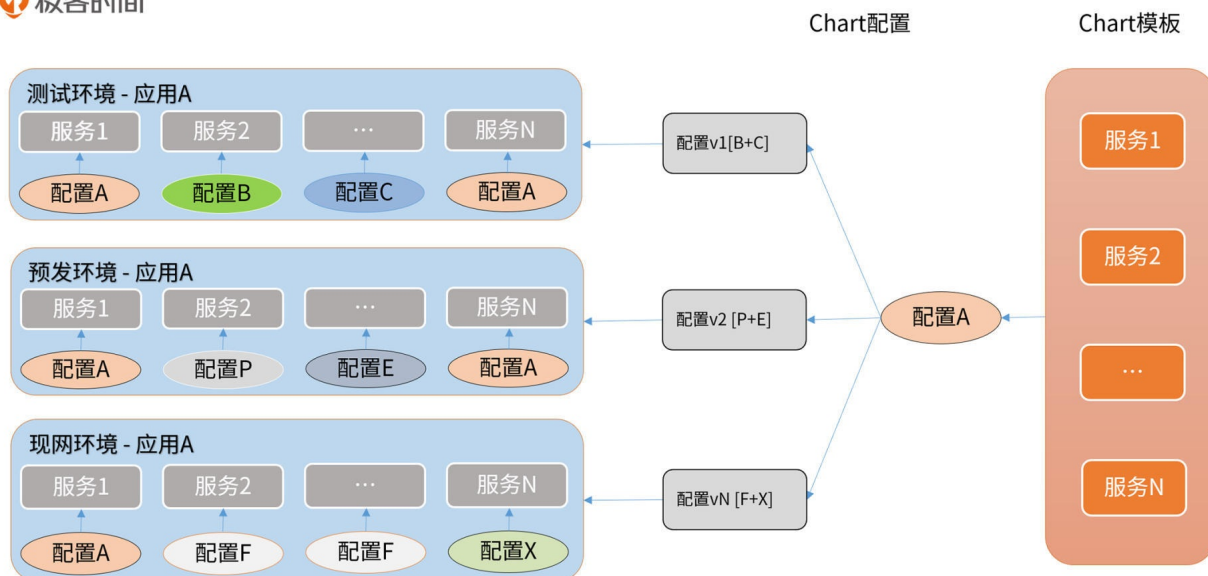 极客时间
Chart配置
Chart模板
测试环境 - 应用A
服务1
服务2
...
服务N
配置A
配置B
配置C
配置A
预发环境 - 应用A
服务1
服务2
...
服务N
配置A
配置P
配置E
配置A
现网环境 - 应用A
服务1
服务2
...
服务N
配置A
配置F
配置F
配置X
配置v1[B+C]
配置v2 [P+E]
配置vN [F+X]
配置A
服务1
服务2
...
服务N